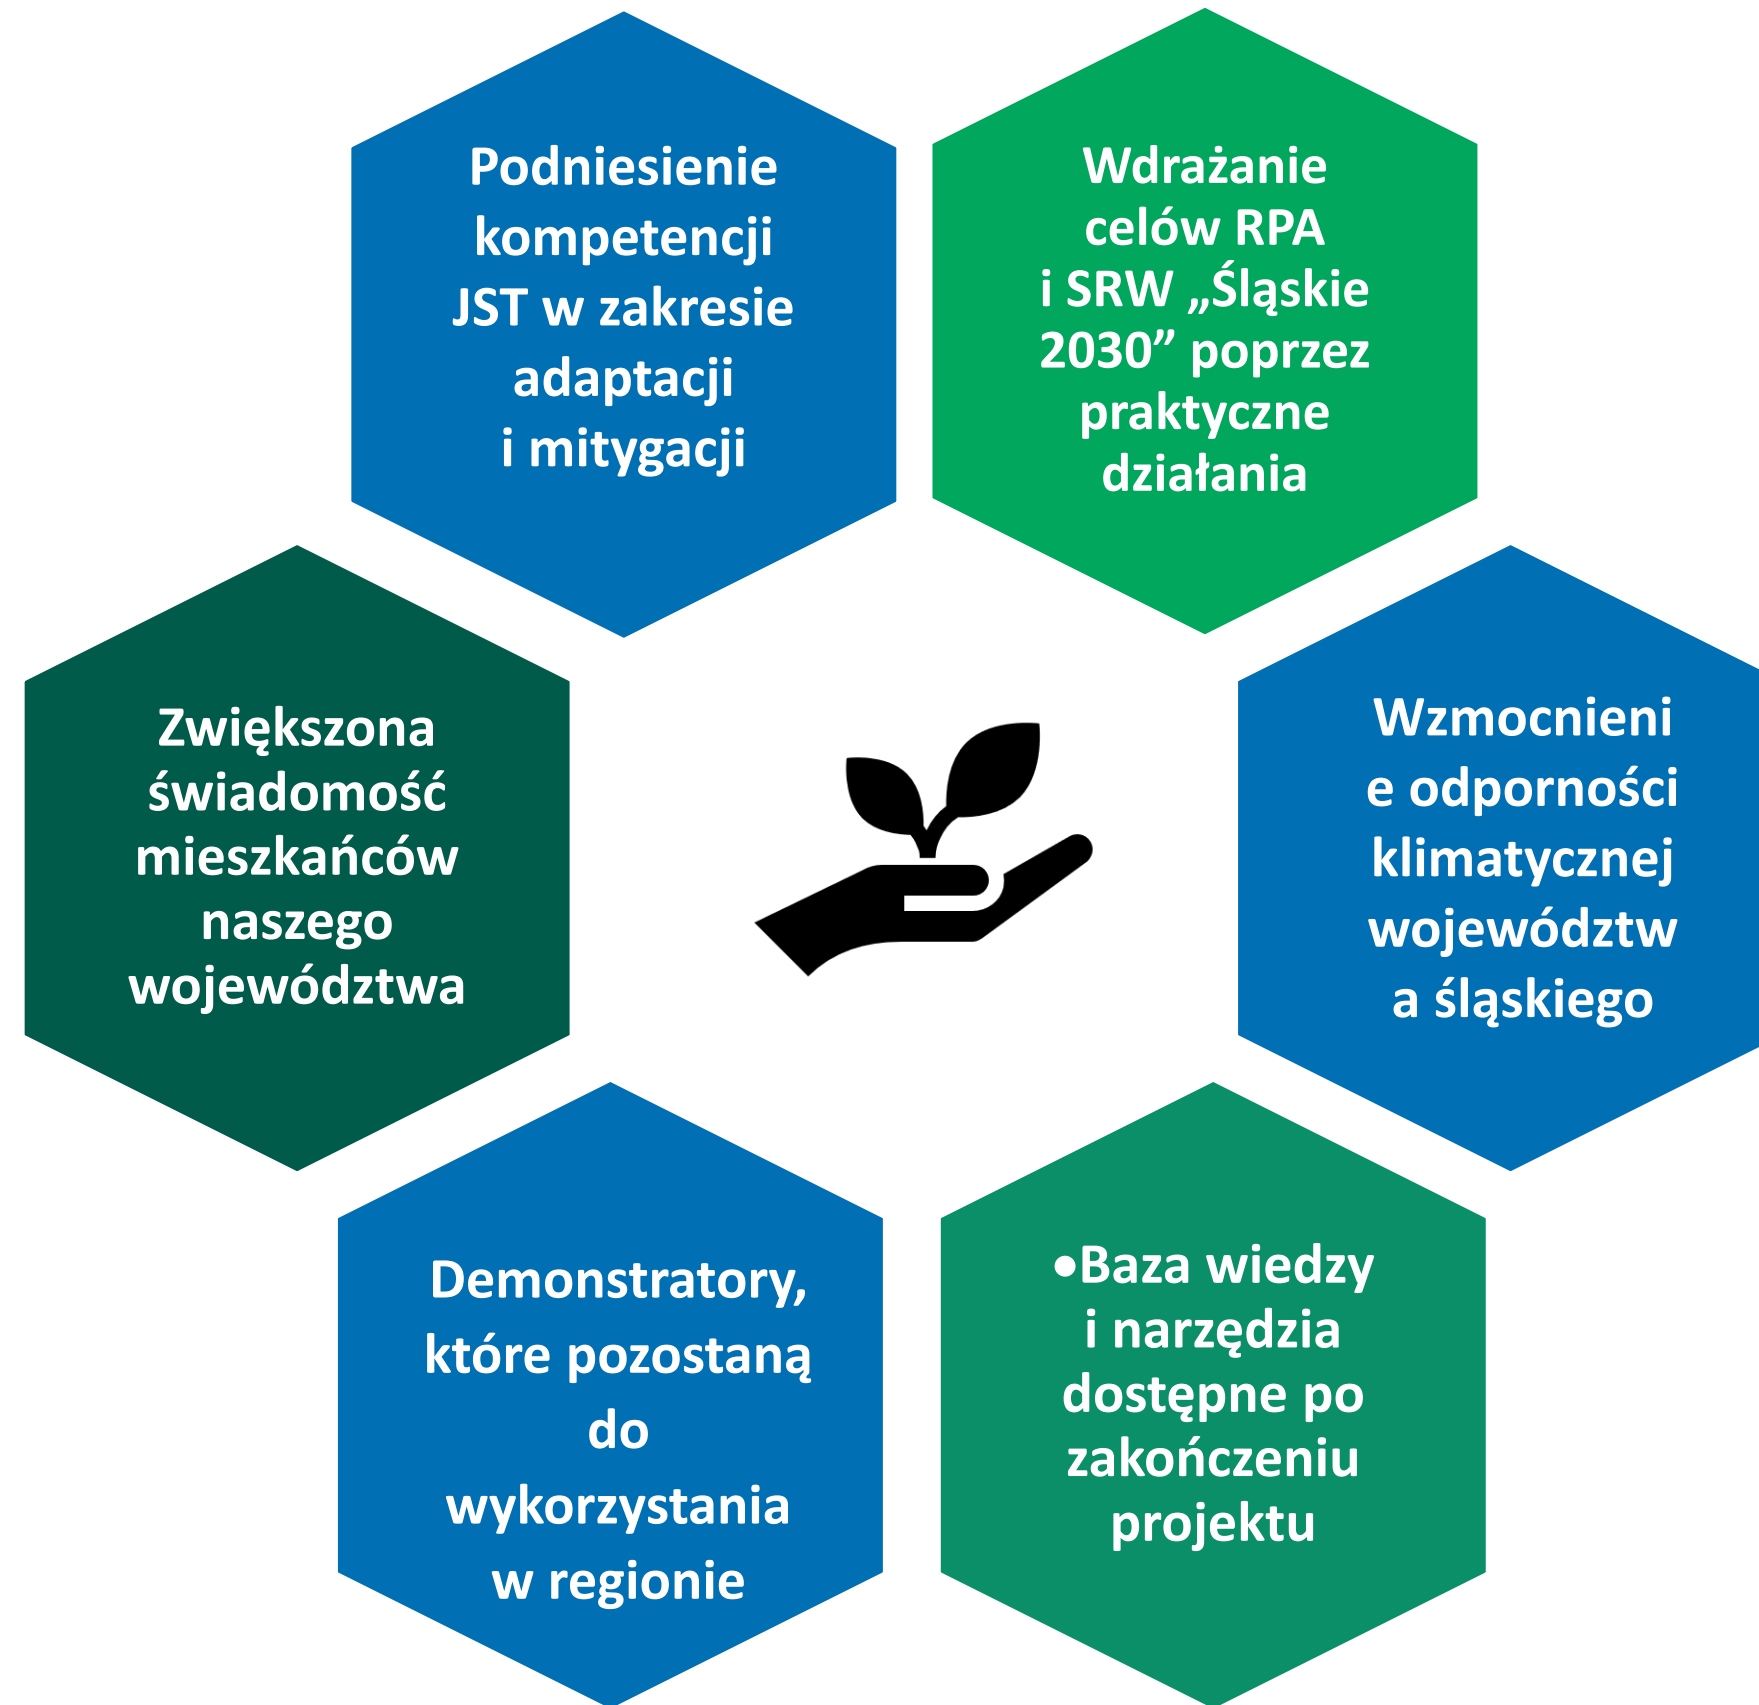 Podniesienie
kompetencji
JST w zakresie
adaptacji
i mitygacji
Wdrażanie
celów RPA
i SRW „Śląskie
2030” poprzez
praktyczne
działania
Zwiększona
świadomość
mieszkańców
naszego
województwa
Wzmocnieni
e odporności
klimatycznej
województw
a śląskiego
Demonstratory,
które pozostaną
do
wykorzystania
w regionie
•Baza wiedzy
i narzędzia
dostępne po
zakończeniu
projektu